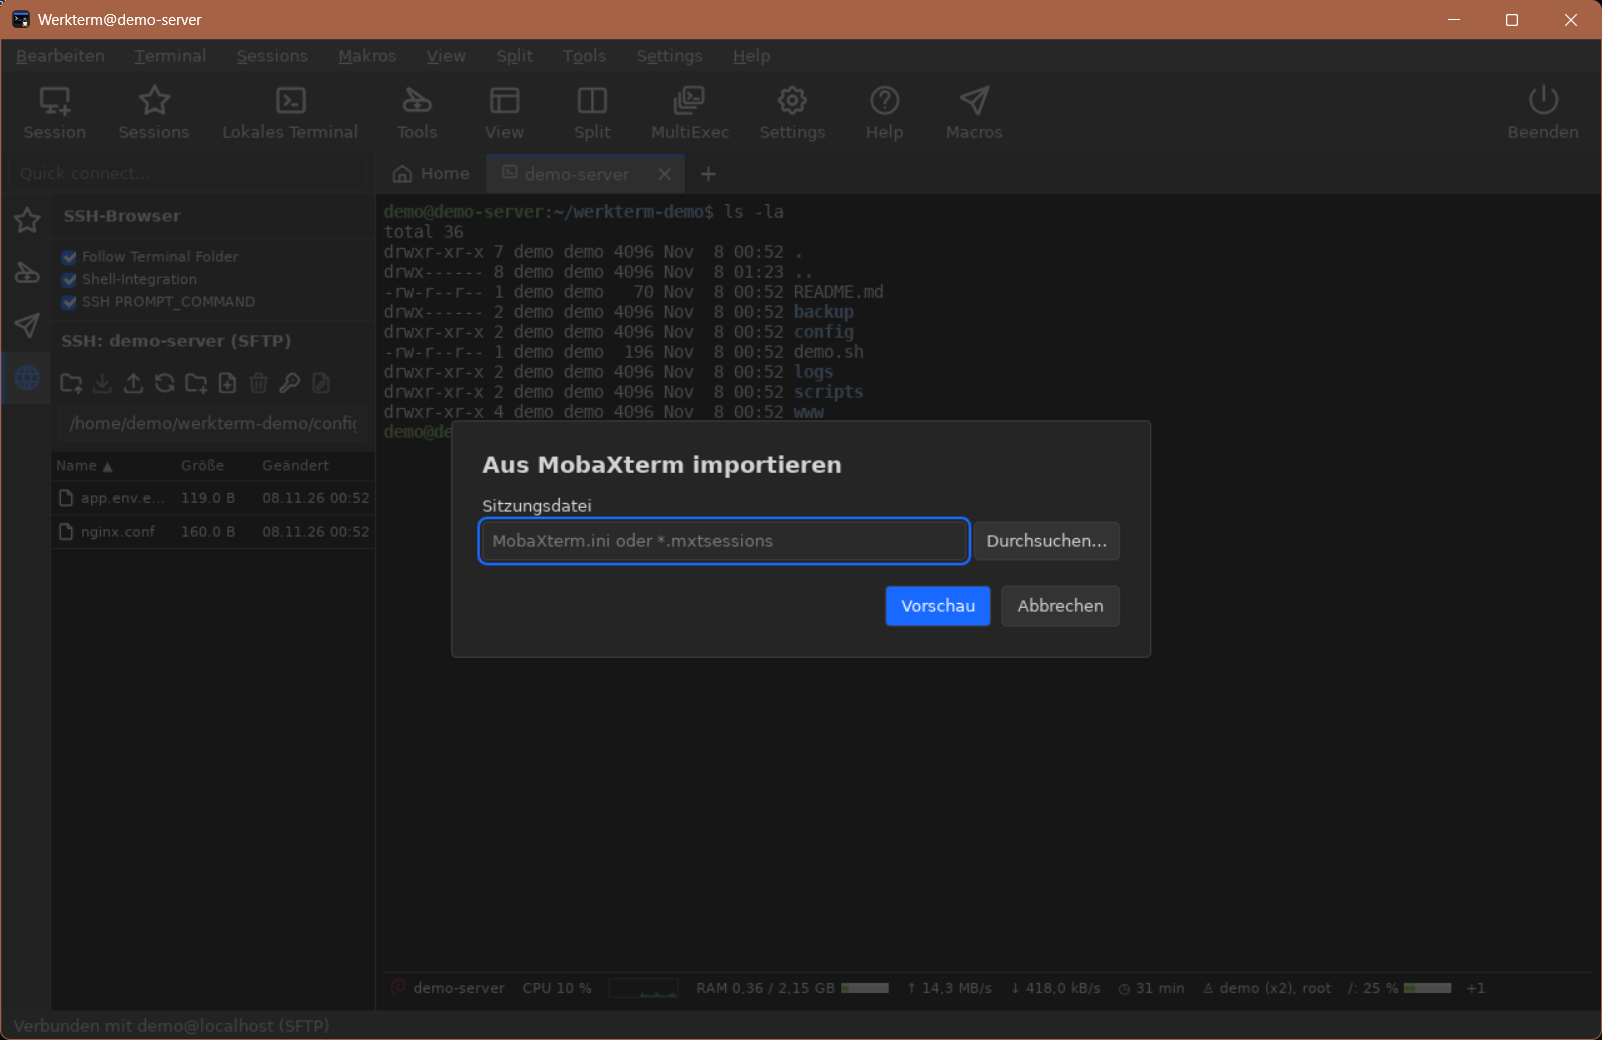 Werkterm@demo-server
Bearbeiten Terminal Sessions Makros View Split Tools Settings Help
Session Sessions Lokales Terminal Tools View Split MultiExec Settings Help Macros Beenden
Quick connect...
Home demo-server
SSH-Browser
Follow Terminal Folder
Shell-Integration
SSH PROMPT_COMMAND
SSH: demo-server (SFTP)
/home/demo/werkterm-demo/config
Name ▲ Größe Geändert
app.env.e... 119.0 B 08.11.26 00:52
nginx.conf 160.0 B 08.11.26 00:52
demo@demo-server:~/werkterm-demo$ ls -la
total 36
drwxr-xr-x 7 demo demo 4096 Nov  8 00:52 .
drwx------ 8 demo demo 4096 Nov  8 01:23 ..
-rw-r--r-- 1 demo demo   70 Nov  8 00:52 README.md
drwx------ 2 demo demo 4096 Nov  8 00:52 backup
drwxr-xr-x 2 demo demo 4096 Nov  8 00:52 config
-rw-r--r-- 1 demo demo  196 Nov  8 00:52 demo.sh
drwxr-xr-x 2 demo demo 4096 Nov  8 00:52 logs
drwxr-xr-x 2 demo demo 4096 Nov  8 00:52 scripts
drwxr-xr-x 4 demo demo 4096 Nov  8 00:52 www
demo@de
Aus MobaXterm importieren
Sitzungsdatei
MobaXterm.ini oder *.mxtsessions Durchsuchen...
Vorschau Abbrechen
demo-server CPU 10 % RAM 0,36 / 2,15 GB ↑ 14,3 MB/s ↓ 418,0 kB/s 31 min demo (x2), root /: 25 % +1
Verbunden mit demo@localhost (SFTP)